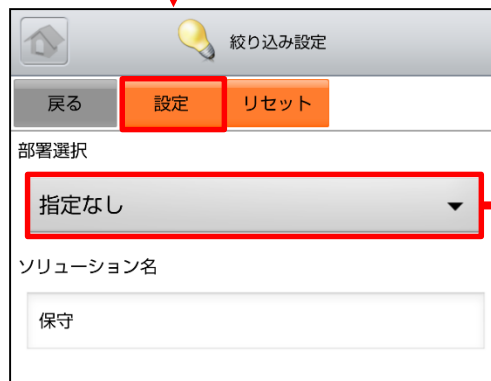 絞り込み設定
戻る 設定 リセット
部署選択
指定なし
ソリューション名
保守